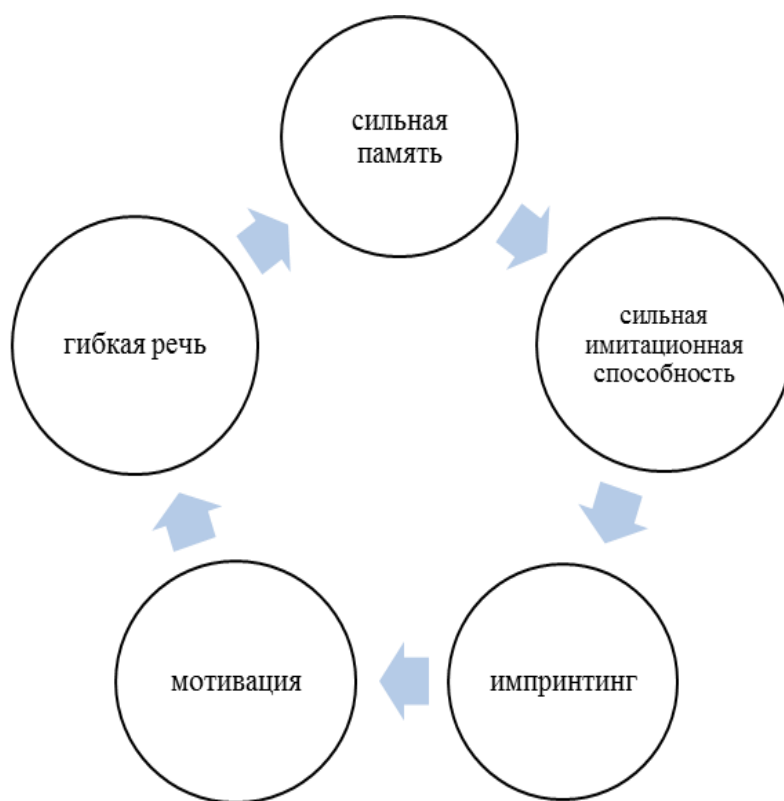 сильная
память
сильная
имитационная
способность
импринтинг
мотивация
гибкая речь